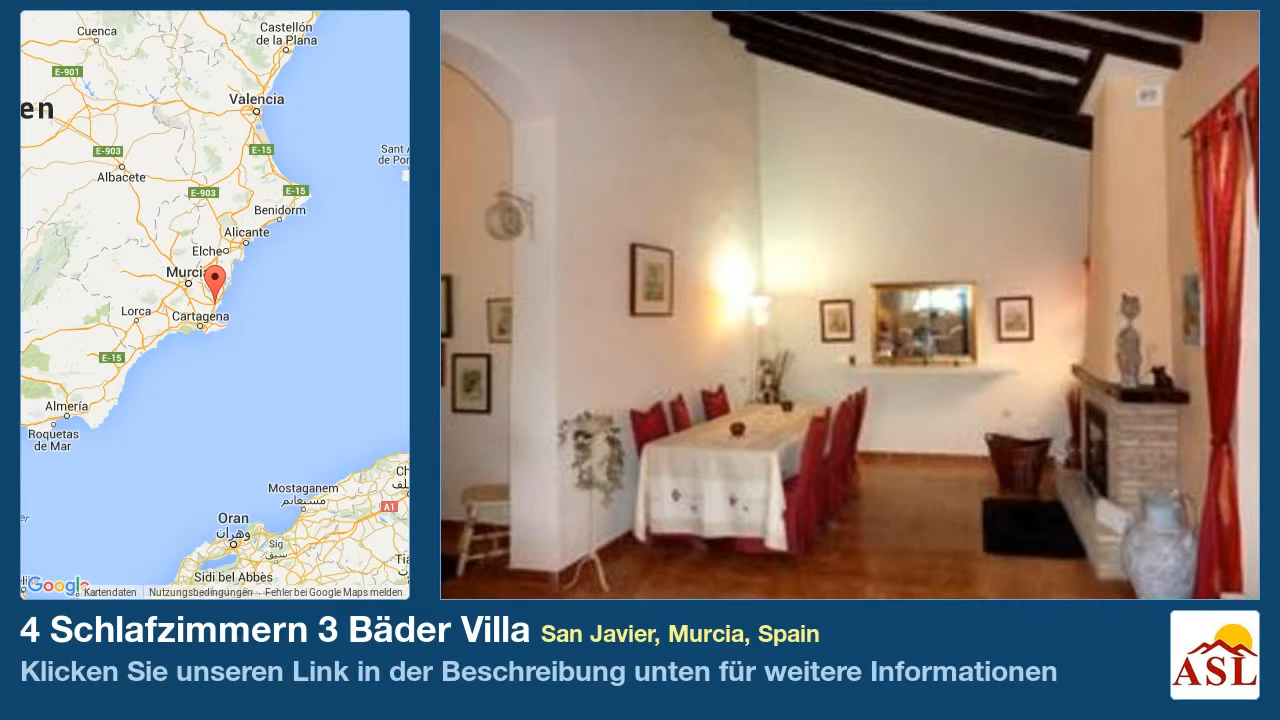 Cuenca
Castellón
de la Plana
E-901
en
Valencia
E-903
E-15
Sant A
de Por
Albacete
E-903
E-15
Benidorm
Alicante
Elche
Murcia
Lorca
Cartagena
E-15
Almería
Roquetas
de Mar
Mostaganem
مستغانم
Ch
A1
Oran
وهران
Sig
سيق
Tia
Sidi bel Abbès
Google
Kartendaten
Nutzungsbedingungen
Fehler bei Google Maps melden
4 Schlafzimmern 3 Bäder Villa San Javier, Murcia, Spain
Klicken Sie unseren Link in der Beschreibung unten für weitere Informationen
ASL